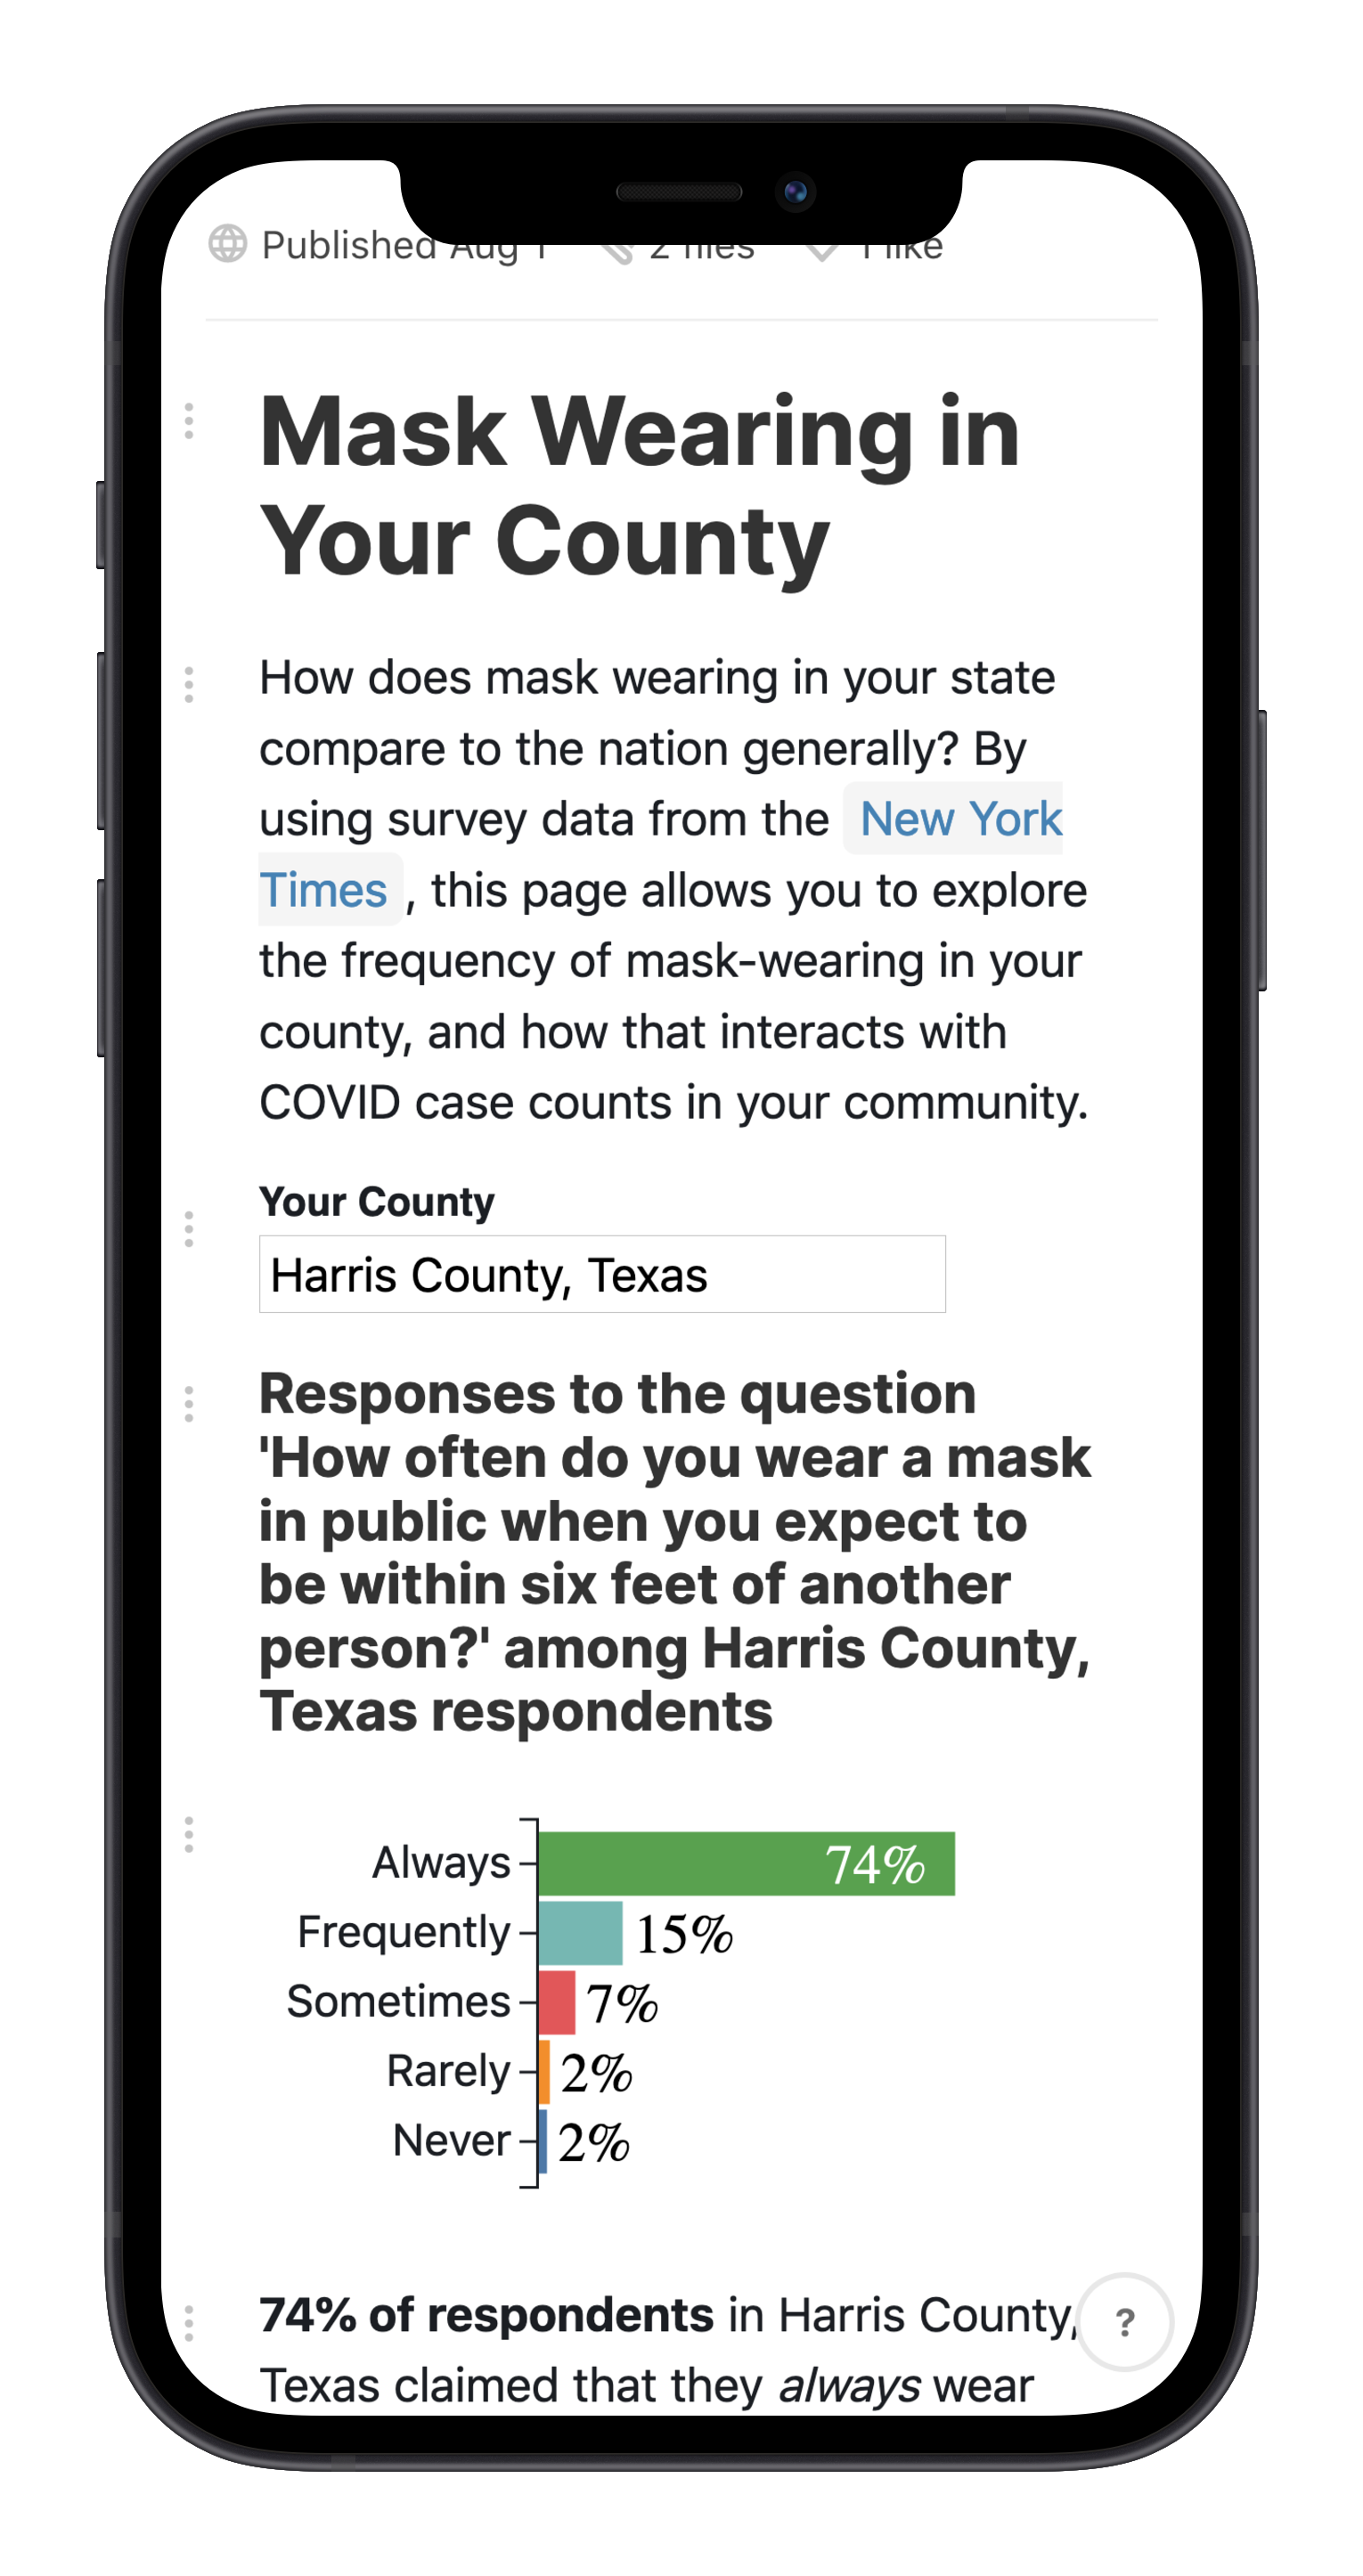 Published Aug 1 2 files 1 like
Mask Wearing in
Your County
How does mask wearing in your state
compare to the nation generally? By
using survey data from the New York
Times , this page allows you to explore
the frequency of mask-wearing in your
county, and how that interacts with
COVID case counts in your community.
Your County
Harris County, Texas
Responses to the question
'How often do you wear a mask
in public when you expect to
be within six feet of another
person?' among Harris County,
Texas respondents
Always 74%
Frequently 15%
Sometimes 7%
Rarely 2%
Never 2%
74% of respondents in Harris County,
?
Texas claimed that they always wear